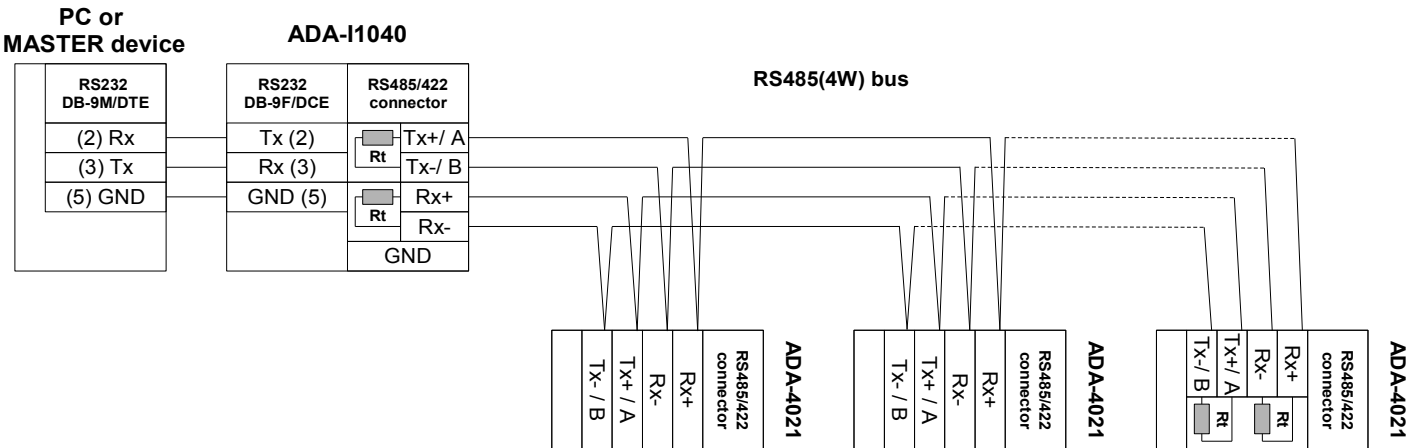 PC or
MASTER device
ADA-I1040
RS485(4W) bus
RS232
DB-9M/DTE
(2) Rx
(3) Tx
(5) GND
RS232
DB-9F/DCE
Tx (2)
Rx (3)
GND (5)
RS485/422
connector
Rt
Tx+/ A
Tx-/ B
Rt
Rx+
Rx-
GND
Tx- / B
Tx+ / A
Rx-
Rx+
RS485/422
connector
ADA-4021
Tx- / B
Tx+ / A
Rx-
Rx+
RS485/422
connector
ADA-4021
Tx-/ B
Tx+/ A
Rx-
Rx+
Rt
Rt
RS485/422
connector
ADA-4021